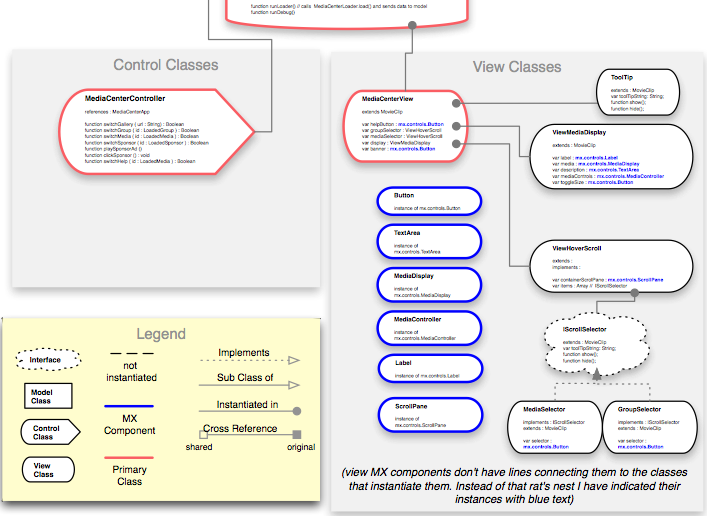 function runLoader() // calls MediaCenterLoader.load() and sends data to model
function runDebug()
Control Classes
MediaCenterController
references : MediaCenterApp
function switchGallery ( url : String) : Boolean
function switchGroup ( id : LoadedGroup ) : Boolean
function switchMedia ( id : LoadedMedia ) : Boolean
function switchSponsor ( id : LoadedSponsor ) : Boolean
function playSponsorAd ()
function clickSponsor () : void
function switchHelp ( id : LoadedMedia ) : Boolean
View Classes
MediaCenterView
extends MovieClip
var helpButton : mx.controls.Button
var groupSelector : ViewHoverScroll
var mediaSelector : ViewHoverScroll
var display : ViewMediaDisplay
var banner : mx.controls.Button
ToolTip
extends : MovieClip
var toolTipString: String;
function show();
function hide();
ViewMediaDisplay
extends : MovieClip
var label : mx.controls.Label
var media : mx.controls.MediaDisplay
var description : mx.controls.TextArea
var mediaControls : mx.controls.MediaController
var toggleSize : mx.controls.Button
Button
instance of mx.controls.Button
TextArea
instance of
mx.controls.TextArea
MediaDisplay
instance of
mx.controls.MediaDisplay
MediaController
instance of
mx.controls.MediaController
Label
instance of mx.controls.Label
ScrollPane
instance of
mx.controls.ScrollPane
ViewHoverScroll
extends :
implements :
var containerScrollPane : mx.controls.ScrollPane
var items : Array // IScrollSelector
IScrollSelector
extends : MovieClip
var toolTipString: String;
function show();
function hide();
MediaSelector
implements : IScrollSelector
extends : MovieClip
var selector :
mx.controls.Button
GroupSelector
implements : IScrollSelector
extends : MovieClip
var selector :
mx.controls.Button
(view MX components don't have lines connecting them to the classes
that instantiate them. Instead of that rat's nest I have indicated their
instances with blue text)
Legend
Interface
Model
Class
Control
Class
View
Class
not
instantiated
MX
Component
Primary
Class
Implements
Sub Class of
Instantiated in
Cross Reference
shared
original